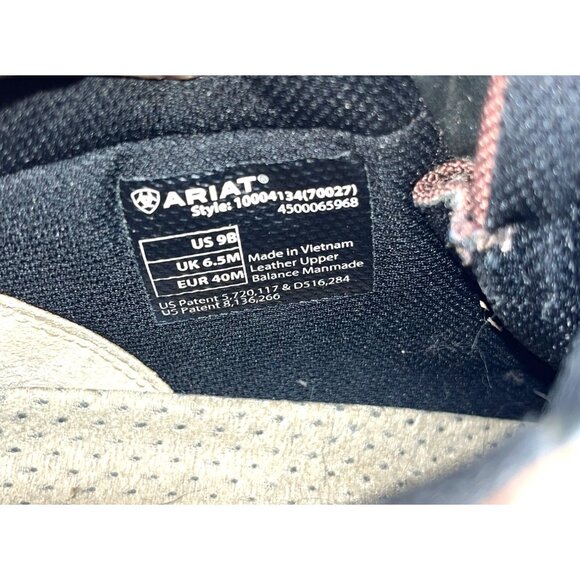 ARIAT®
Style: 10004134(70027)
4500065968
US 9B
UK 6.5M
EUR 40M
Made in Vietnam
Leather Upper
Balance Manmade
US Patent 5,720,117 & D516,284
US Patent 8,136,266